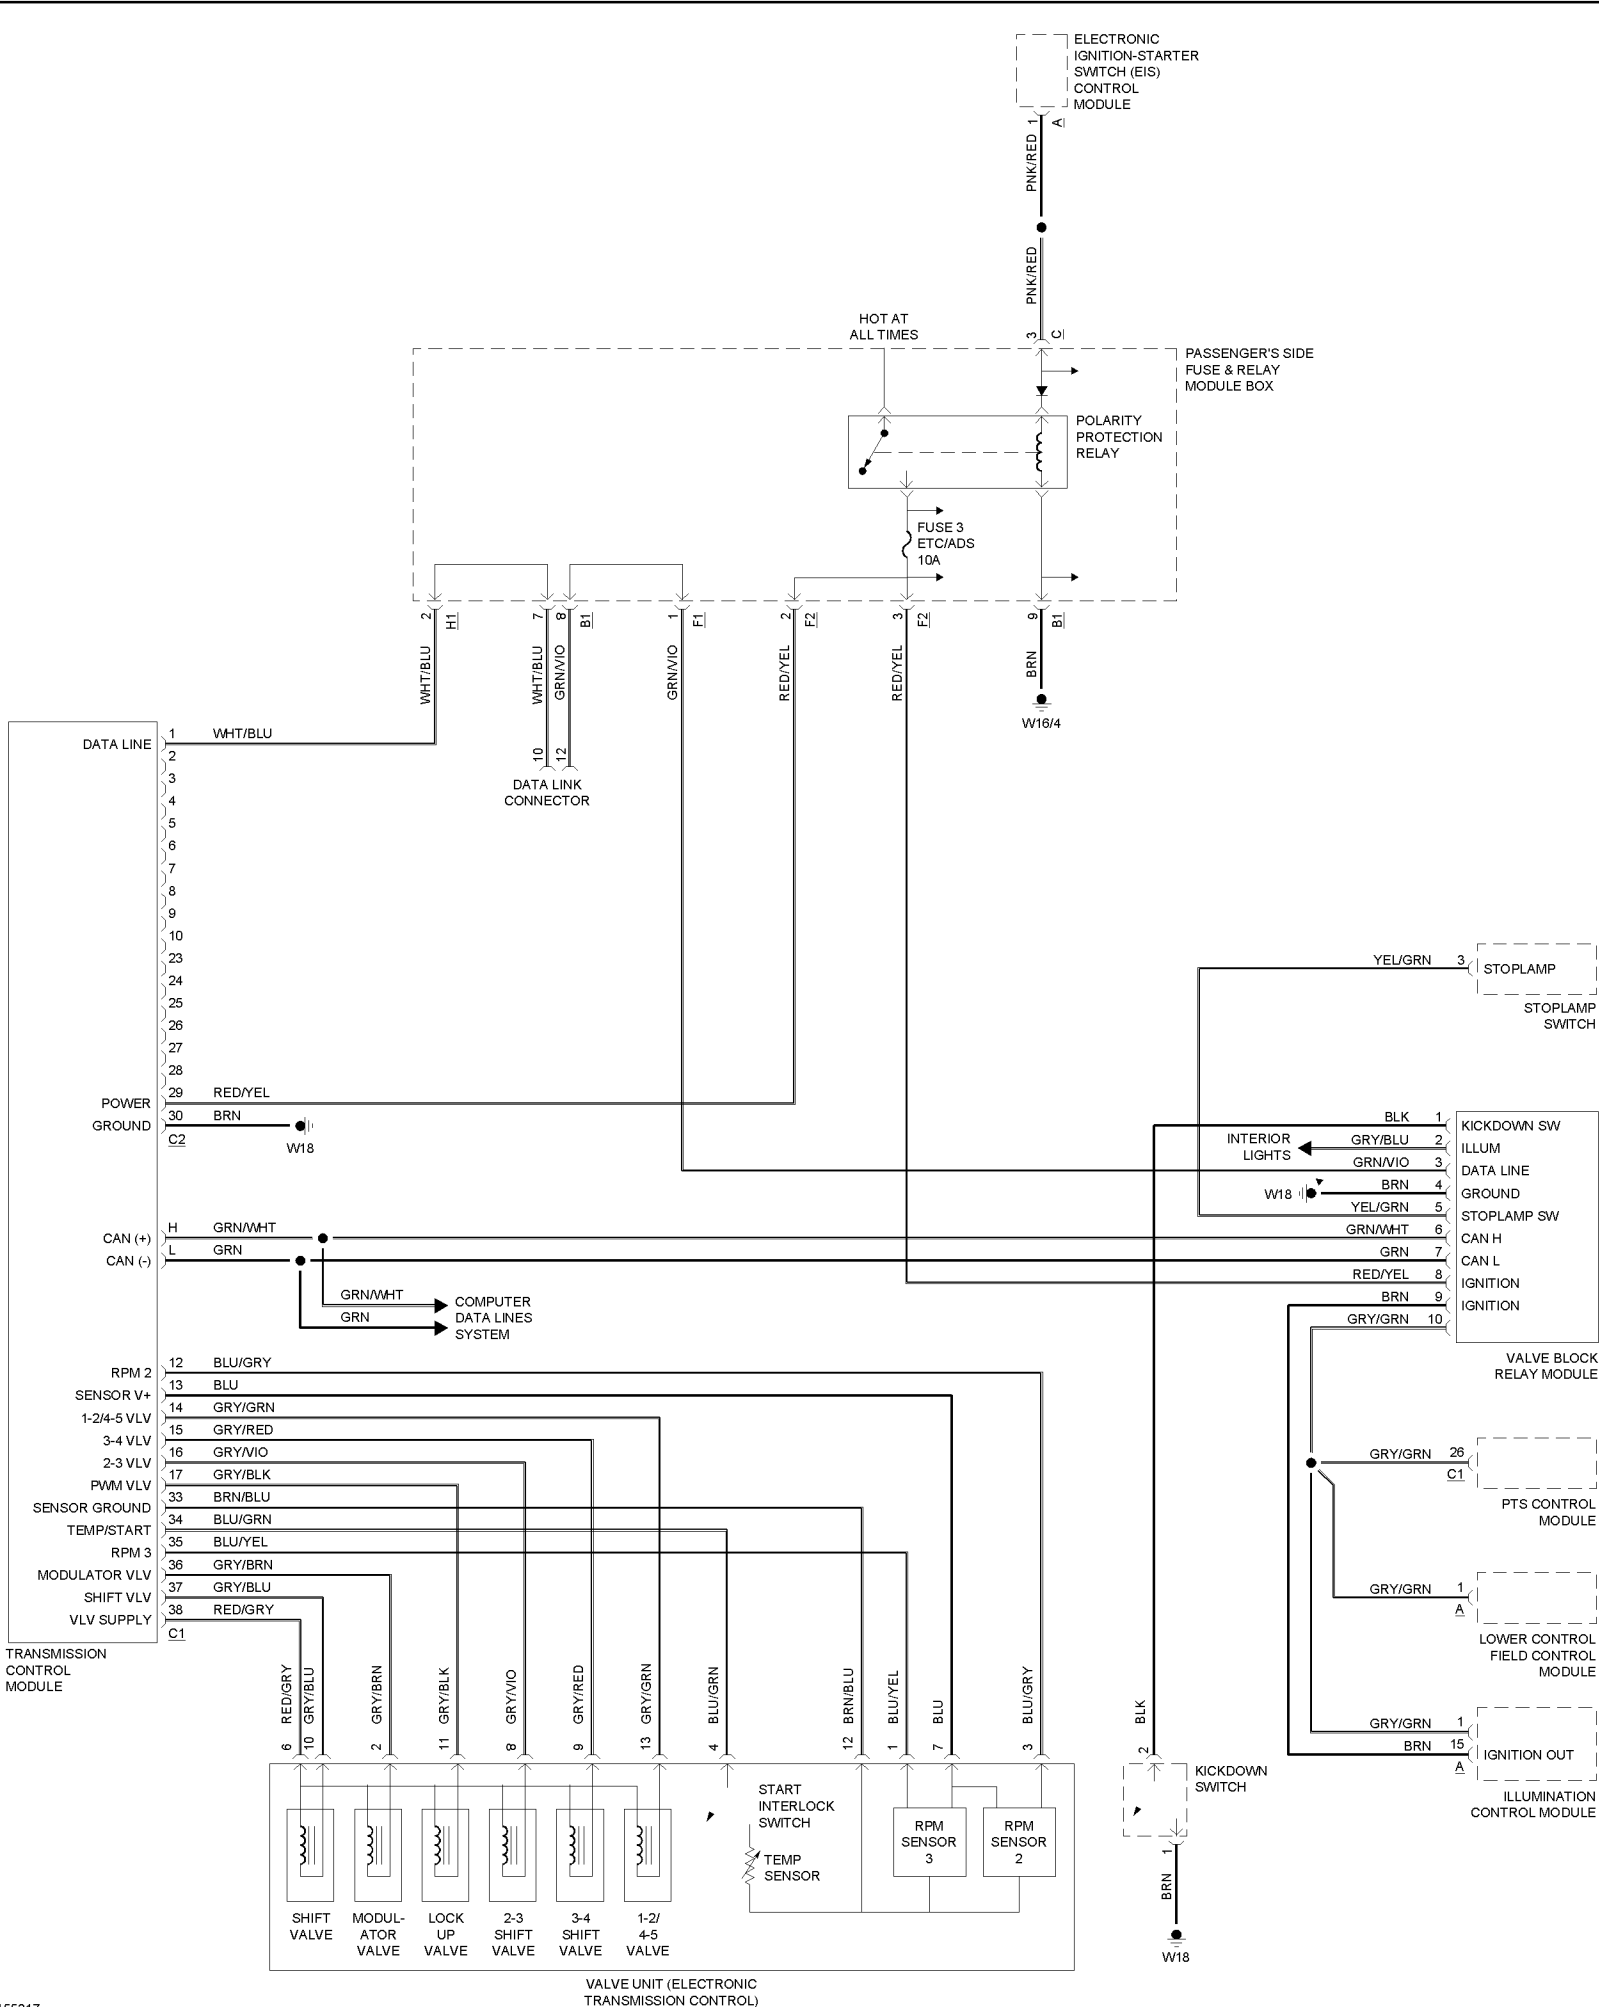 ELECTRONIC
IGNITION-STARTER
SWITCH (EIS)
CONTROL
MODULE
1
A
PNK/RED
PNK/RED
3
C
HOT AT
ALL TIMES
PASSENGER'S SIDE
FUSE & RELAY
MODULE BOX
POLARITY
PROTECTION
RELAY
FUSE 3
ETC/ADS
10A
2
H1
7
8
B1
1
F1
2
F2
3
F2
9
B1
WHT/BLU
WHT/BLU
GRN/VIO
GRN/VIO
RED/YEL
RED/YEL
BRN
W16/4
10
12
DATA LINK
CONNECTOR
DATA LINE 1 WHT/BLU
2
3
4
5
6
7
8
9
10
23
24
25
26
27
28
POWER 29 RED/YEL
GROUND 30 BRN
C2
W18
CAN (+) H GRN/WHT
CAN (-) L GRN
GRN/WHT
GRN
COMPUTER
DATA LINES
SYSTEM
RPM 2 12 BLU/GRY
SENSOR V+ 13 BLU
1-2/4-5 VLV 14 GRY/GRN
3-4 VLV 15 GRY/RED
2-3 VLV 16 GRY/VIO
PWM VLV 17 GRY/BLK
SENSOR GROUND 33 BRN/BLU
TEMP/START 34 BLU/GRN
RPM 3 35 BLU/YEL
MODULATOR VLV 36 GRY/BRN
SHIFT VLV 37 GRY/BLU
VLV SUPPLY 38 RED/GRY
C1
TRANSMISSION
CONTROL
MODULE
YEL/GRN 3 STOPLAMP
STOPLAMP
SWITCH
BLK 1 KICKDOWN SW
INTERIOR
LIGHTS
GRY/BLU 2 ILLUM
GRN/VIO 3 DATA LINE
W18 BRN 4 GROUND
YEL/GRN 5 STOPLAMP SW
GRN/WHT 6 CAN H
GRN 7 CAN L
RED/YEL 8 IGNITION
BRN 9 IGNITION
GRY/GRN 10
VALVE BLOCK
RELAY MODULE
GRY/GRN 26
C1
PTS CONTROL
MODULE
GRY/GRN 1
A
LOWER CONTROL
FIELD CONTROL
MODULE
GRY/GRN 1
BRN 15 IGNITION OUT
A
ILLUMINATION
CONTROL MODULE
RED/GRY
GRY/BLU
GRY/BRN
GRY/BLK
GRY/VIO
GRY/RED
GRY/GRN
BLU/GRN
BRN/BLU
BLU/YEL
BLU
BLU/GRY
BLK
6
10
2
11
8
9
13
4
12
1
7
3
2
START
INTERLOCK
SWITCH
TEMP
SENSOR
RPM
SENSOR
3
RPM
SENSOR
2
KICKDOWN
SWITCH
1
BRN
W18
SHIFT
VALVE
MODUL-
ATOR
VALVE
LOCK
UP
VALVE
2-3
SHIFT
VALVE
3-4
SHIFT
VALVE
1-2/
4-5
VALVE
VALVE UNIT (ELECTRONIC
TRANSMISSION CONTROL)